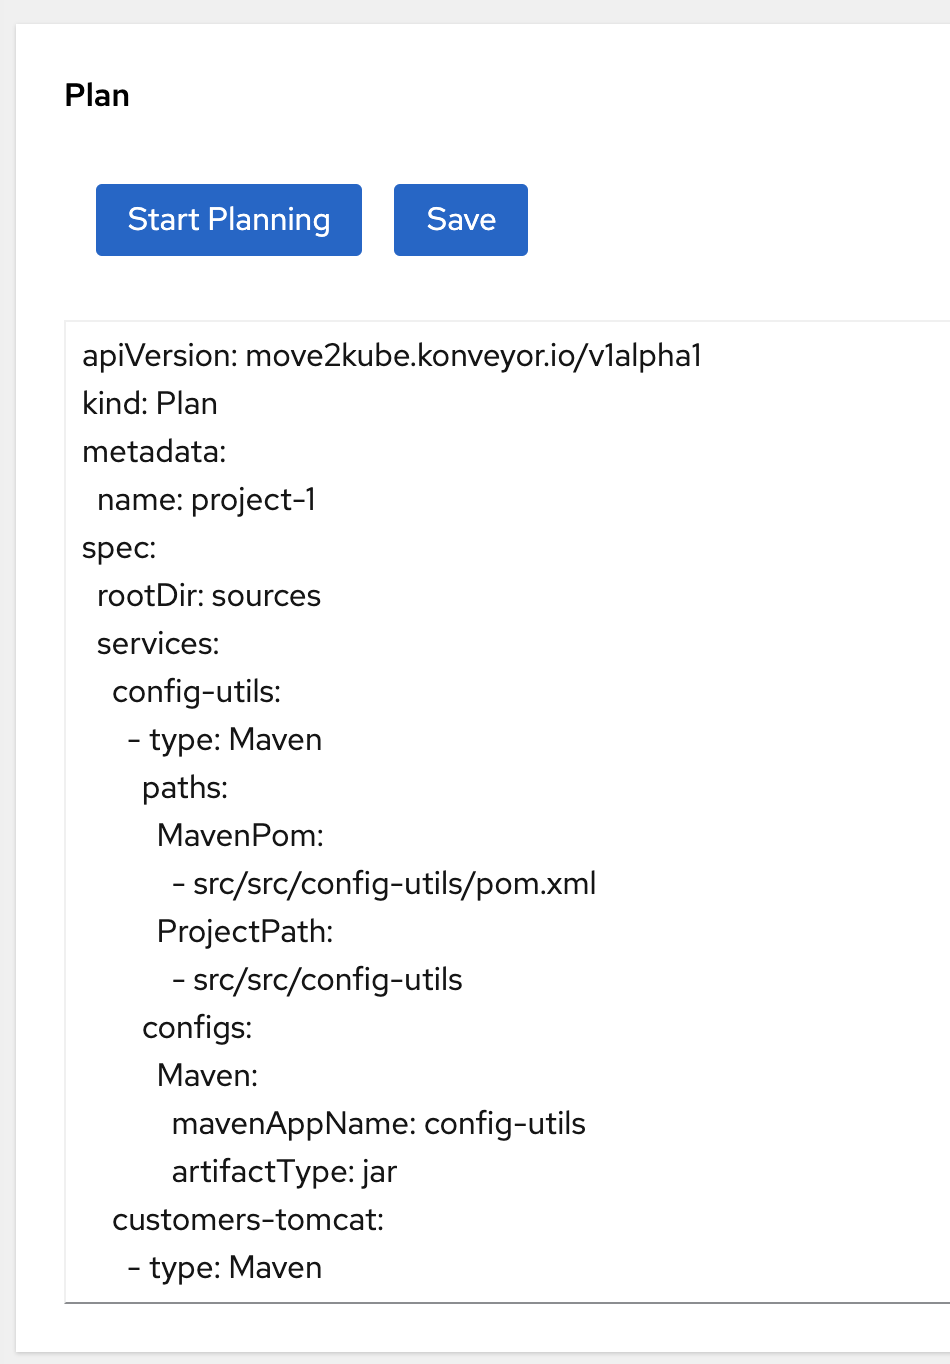 Plan
Start Planning Save
apiVersion: move2kube.konveyor.io/v1alpha1
kind: Plan
metadata:
  name: project-1
spec:
  rootDir: sources
  services:
    config-utils:
      - type: Maven
        paths:
          MavenPom:
            - src/src/config-utils/pom.xml
          ProjectPath:
            - src/src/config-utils
        configs:
          Maven:
            mavenAppName: config-utils
            artifactType: jar
    customers-tomcat:
      - type: Maven